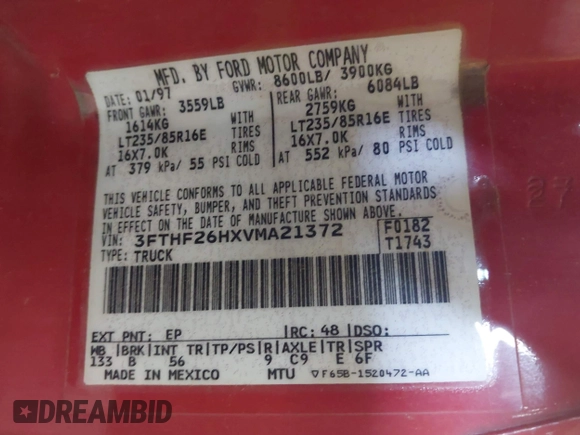 MFD. BY FORD MOTOR COMPANY
DATE: 01/97 GVWR: 8600LB/ 3900KG
FRONT GAWR: 3559LB REAR GAWR: 6084LB
1614KG WITH 2759KG WITH
LT235/85R16E TIRES LT235/85R16E TIRES
16X7.0K RIMS 16X7.0K RIMS
AT 379 kPa/ 55 PSI COLD AT 552 kPa/ 80 PSI COLD
THIS VEHICLE CONFORMS TO ALL APPLICABLE FEDERAL MOTOR
VEHICLE SAFETY, BUMPER, AND THEFT PREVENTION STANDARDS
IN EFFECT ON THE DATE OF MANUFACTURE SHOWN ABOVE.
VIN: 3FTHF26HXVMA21372 F0182
TYPE: TRUCK T1743
EXT PNT: EP RC: 48 DSO:
WB BRK INT TR TP/PS R AXLE TR SPR
133 B 56 9 C9 E 6F
MADE IN MEXICO MTU F65B-1520472-AA
DREAMBID